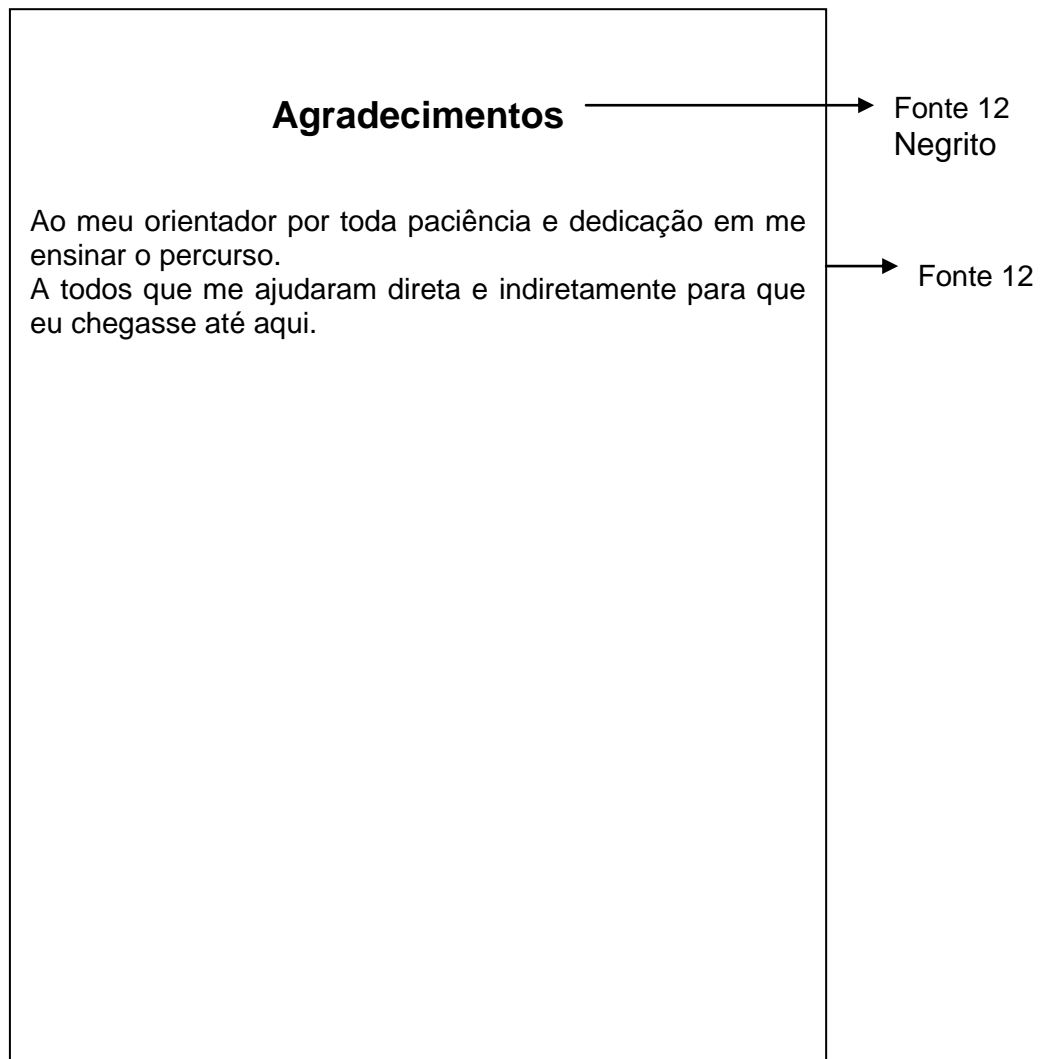 Agradecimentos
Fonte 12
Negrito
Ao meu orientador por toda paciência e dedicação em me
ensinar o percurso.
A todos que me ajudaram direta e indiretamente para que
eu chegasse até aqui.
Fonte 12